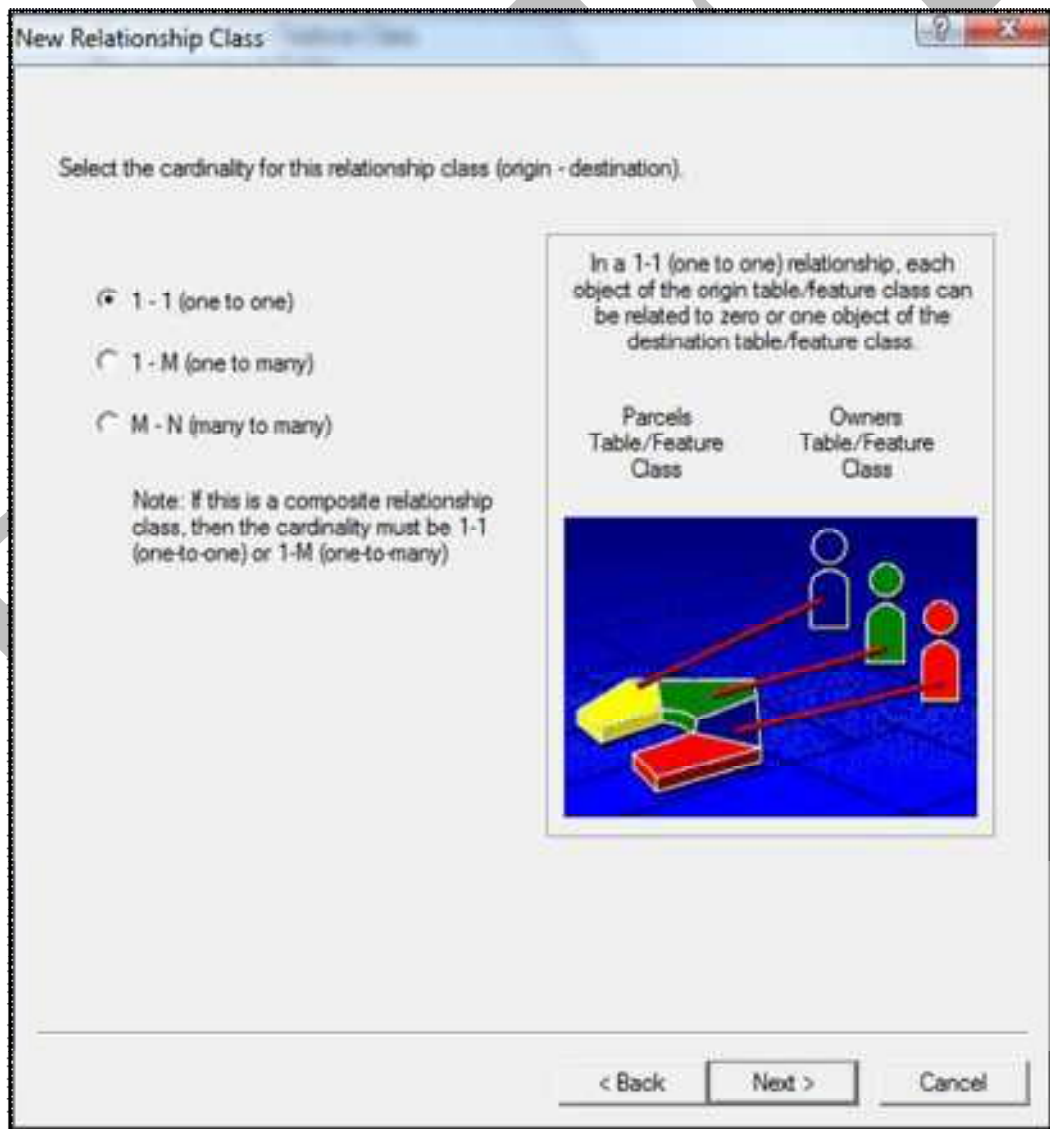 New Relationship Class
Select the cardinality for this relationship class (origin - destination).
1 - 1 (one to one)
1 - M (one to many)
M - N (many to many)
Note: If this is a composite relationship
class, then the cardinality must be 1-1
(one-to-one) or 1-M (one-to-many)
In a 1-1 (one to one) relationship, each
object of the origin table/feature class can
be related to zero or one object of the
destination table/feature class.
Parcels
Table/Feature
Class
Owners
Table/Feature
Class
< Back
Next >
Cancel